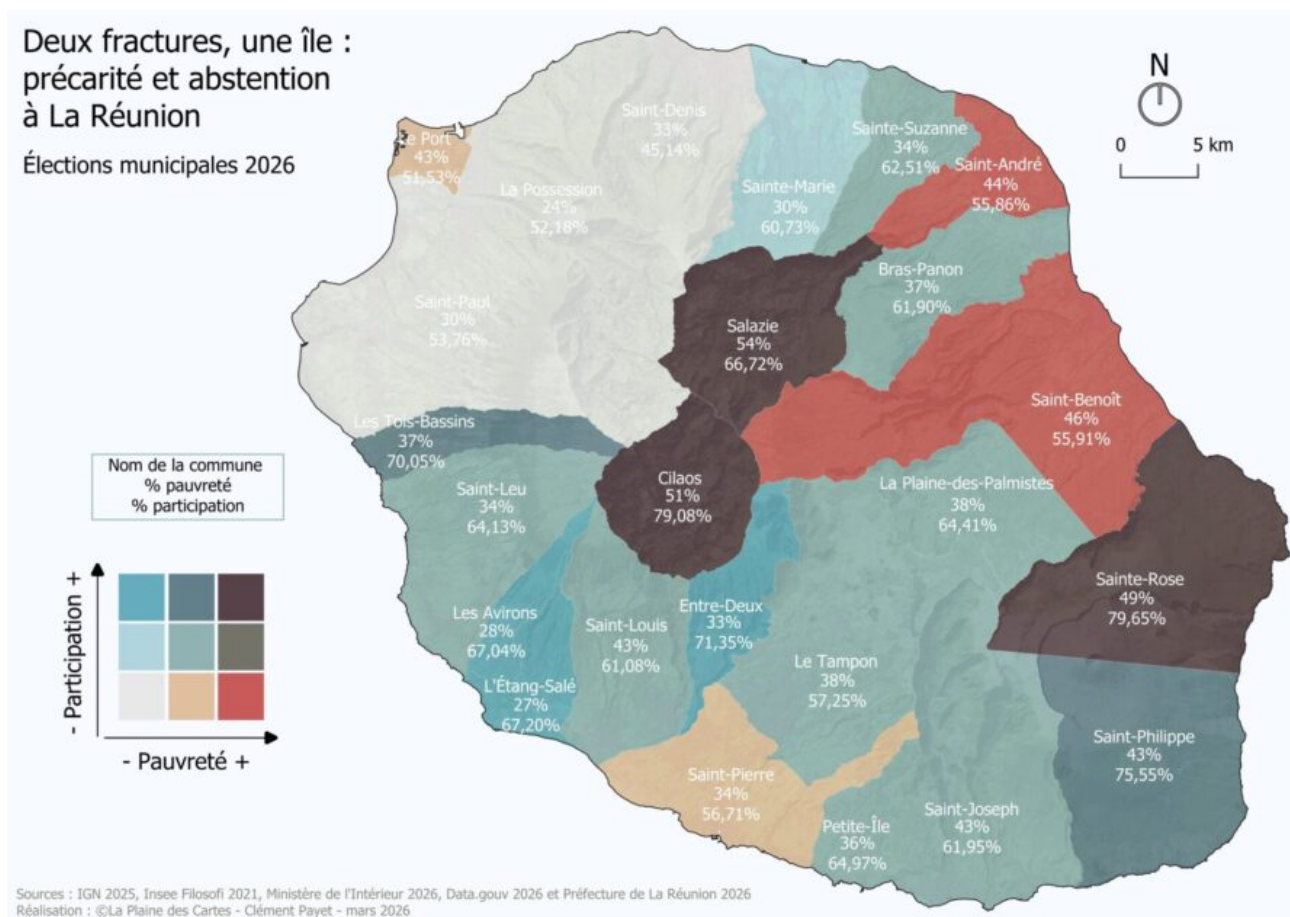 Deux fractures, une île :
précarité et abstention
à La Réunion
Élections municipales 2026
N
0 5 km
Saint-Denis
33%
45,14%
Le Port
43%
51,53%
La Possession
24%
52,18%
Sainte-Marie
30%
60,73%
Sainte-Suzanne
34%
62,51%
Saint-André
44%
55,86%
Bras-Panon
37%
61,90%
Saint-Paul
30%
53,76%
Salazie
54%
66,72%
Saint-Benoît
46%
55,91%
Les Tois-Bassins
37%
70,05%
Nom de la commune
% pauvreté
% participation
Saint-Leu
34%
64,13%
Cilaos
51%
79,08%
La Plaine-des-Palmistes
38%
64,41%
Sainte-Rose
49%
79,65%
Les Avirons
28%
67,04%
Saint-Louis
43%
61,08%
Entre-Deux
33%
71,35%
Le Tampon
38%
57,25%
L'Étang-Salé
27%
67,20%
Saint-Philippe
43%
75,55%
Saint-Pierre
34%
56,71%
Petite-Île
36%
64,97%
Saint-Joseph
43%
61,95%
- Participation +
- Pauvreté +
Sources : IGN 2025, Insee Filosofi 2021, Ministère de l'Intérieur 2026, Data.gouv 2026 et Préfecture de La Réunion 2026
Réalisation : ©La Plaine des Cartes - Clément Payet - mars 2026